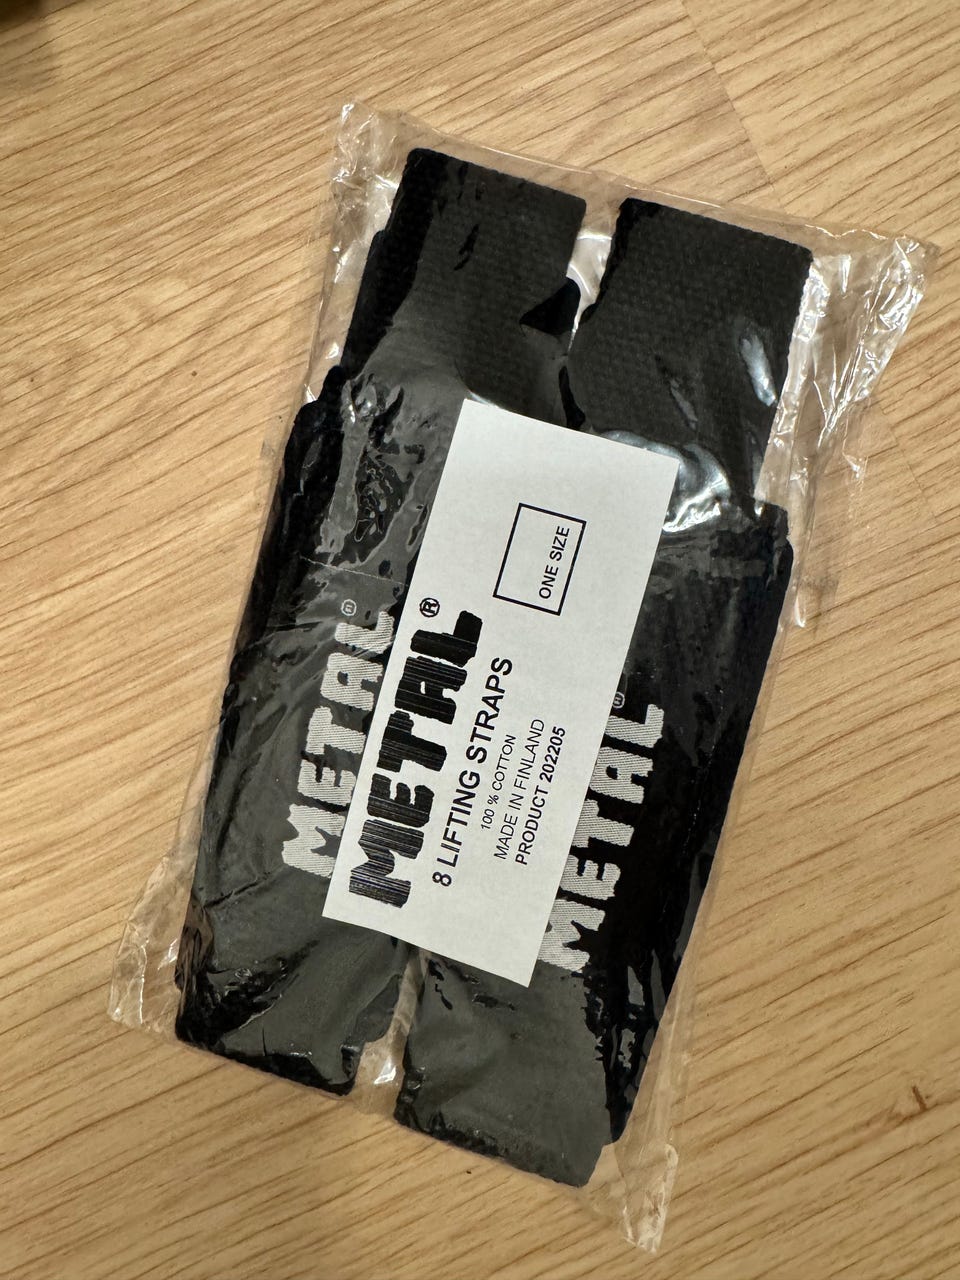 METAL®
METAL®
8 LIFTING STRAPS
100 % COTTON
MADE IN FINLAND
PRODUCT 202205
ONE SIZE
METAL®